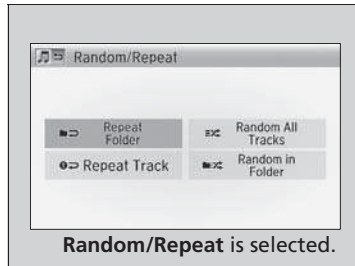 Random/Repeat
Repeat
Folder
Random All
Tracks
Repeat Track
Random in
Folder
Random/Repeat is selected.